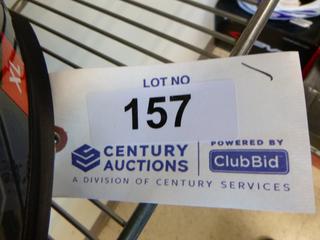 LOT NO
157
CENTURY AUCTIONS
POWERED BY
ClubBid
A DIVISION OF CENTURY SERVICES